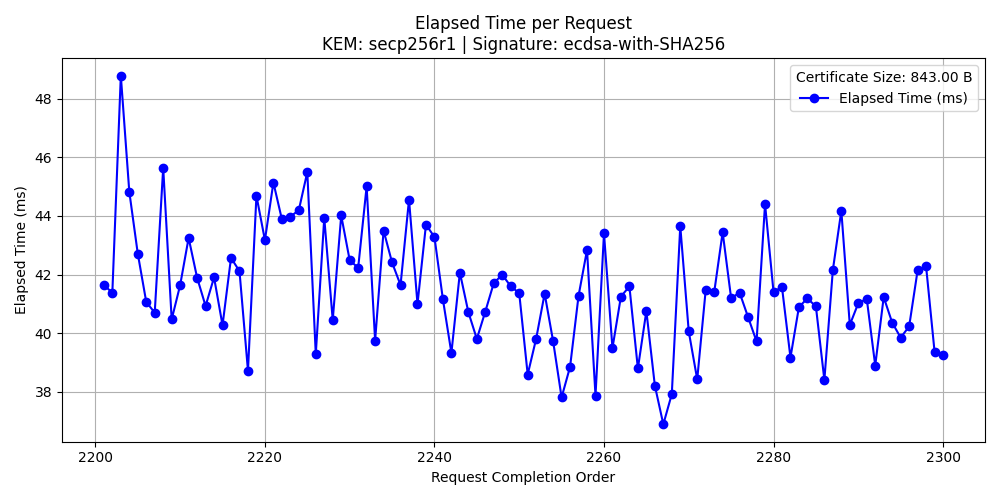 Elapsed Time per Request
KEM: secp256r1 | Signature: ecdsa-with-SHA256
Certificate Size: 843.00 B
Elapsed Time (ms)
Elapsed Time (ms)
48
46
44
42
40
38
2200 2220 2240 2260 2280 2300
Request Completion Order